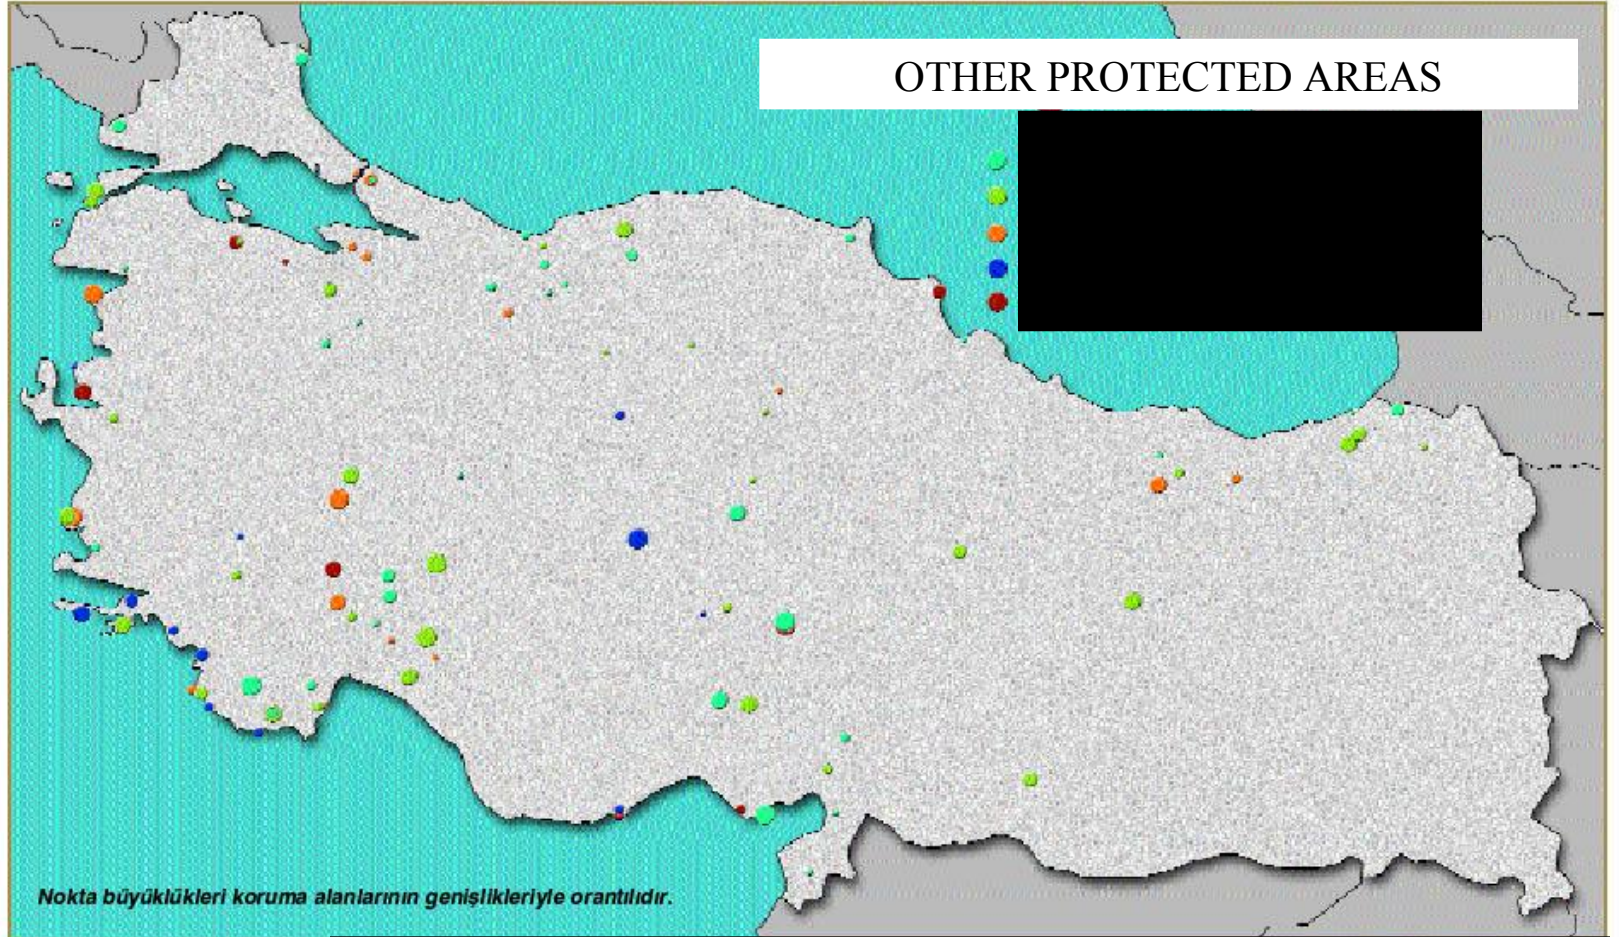 OTHER PROTECTED AREAS
Nokta büyüklükleri koruma alanlarının genişlikleriyle orantılıdır.